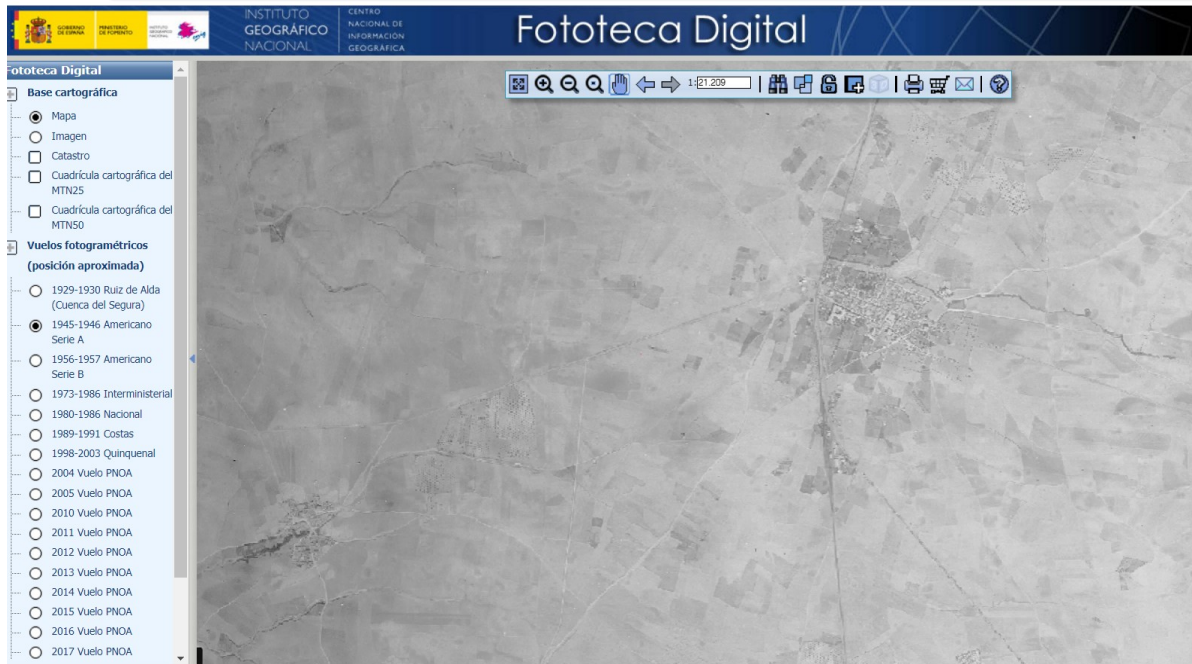 GOBIERNO
DE ESPAÑA
MINISTERIO
DE FOMENTO
INSTITUTO
GEOGRÁFICO
NACIONAL
CENTRO
NACIONAL DE
INFORMACIÓN
GEOGRÁFICA
Fototeca Digital
Fototeca Digital
1:21.209
Base cartográfica
Mapa
Imagen
Catastro
Cuadrícula cartográfica del
MTN25
Cuadrícula cartográfica del
MTN50
Vuelos fotogramétricos
(posición aproximada)
1929-1930 Ruiz de Alda
(Cuenca del Segura)
1945-1946 Americano
Serie A
1956-1957 Americano
Serie B
1973-1986 Interministerial
1980-1986 Nacional
1989-1991 Costas
1998-2003 Quinquenal
2004 Vuelo PNOA
2005 Vuelo PNOA
2010 Vuelo PNOA
2011 Vuelo PNOA
2012 Vuelo PNOA
2013 Vuelo PNOA
2014 Vuelo PNOA
2015 Vuelo PNOA
2016 Vuelo PNOA
2017 Vuelo PNOA